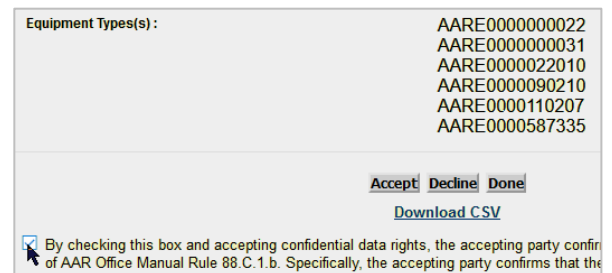 Equipment Types(s) : AARE0000000022
AARE0000000031
AARE0000022010
AARE0000090210
AARE0000110207
AARE0000587335
Accept Decline Done
Download CSV
By checking this box and accepting confidential data rights, the accepting party
of AAR Office Manual Rule 88.C.1.b. Specifically, the accepting party confirms that the